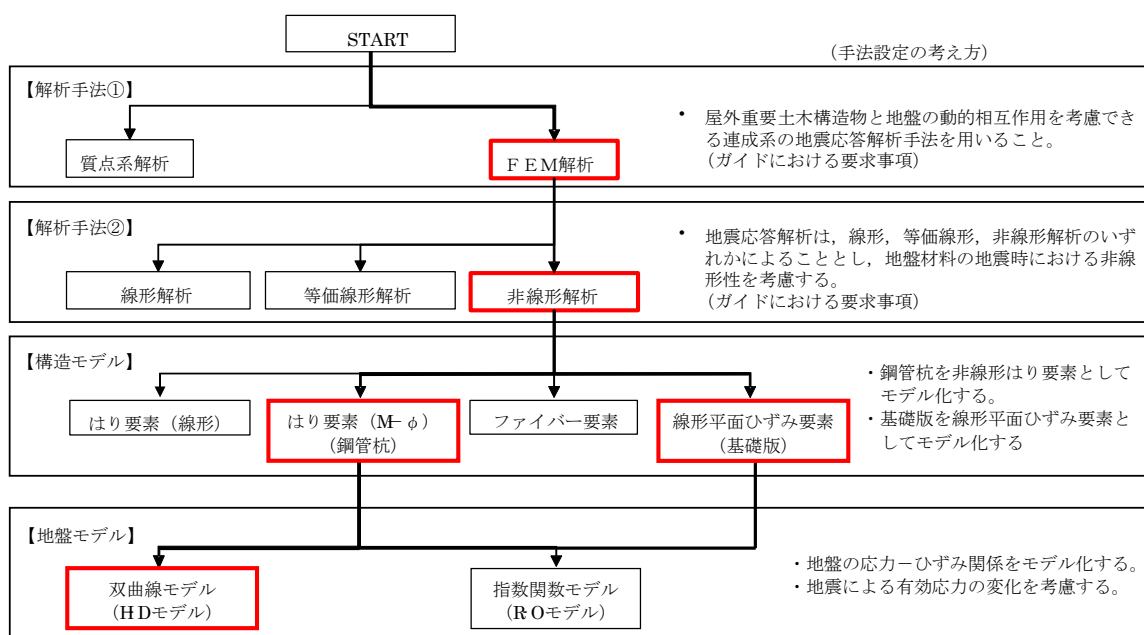 START
(手法設定の考え方)
【解析手法①】
質点系解析
ＦＥＭ解析
• 屋外重要土木構造物と地盤の動的相互作用を考慮でき
る連成系の地震応答解析手法を用いること。
(ガイドにおける要求事項)
【解析手法②】
線形解析
等価線形解析
非線形解析
• 地震応答解析は，線形，等価線形，非線形解析のいず
れかによることとし，地盤材料の地震時における非線
形性を考慮する。
(ガイドにおける要求事項)
【構造モデル】
はり要素（線形）
はり要素（M-φ）
(鋼管杭)
ファイバー要素
線形平面ひずみ要素
(基礎版)
・鋼管杭を非線形はり要素として
モデル化する。
・基礎版を線形平面ひずみ要素と
してモデル化する
【地盤モデル】
双曲線モデル
(H-Dモデル)
指数関数モデル
(R-Oモデル)
・地盤の応力－ひずみ関係をモデル化する。
・地震による有効応力の変化を考慮する。